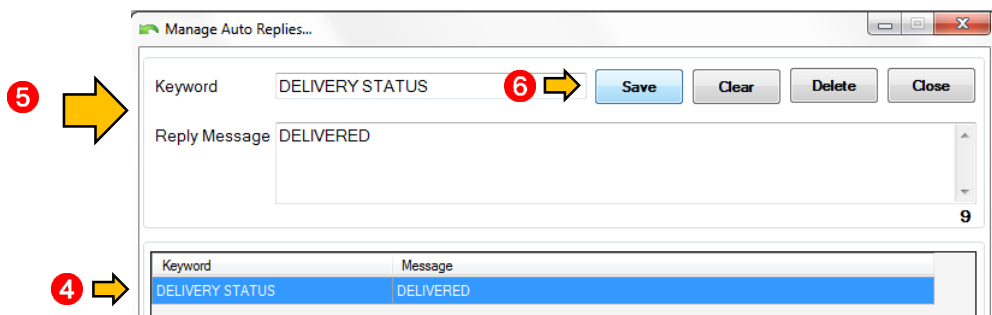 Manage Auto Replies...
5
Keyword DELIVERY STATUS 6 Save Clear Delete Close
Reply Message DELIVERED
9
Keyword Message
4 DELIVERY STATUS DELIVERED